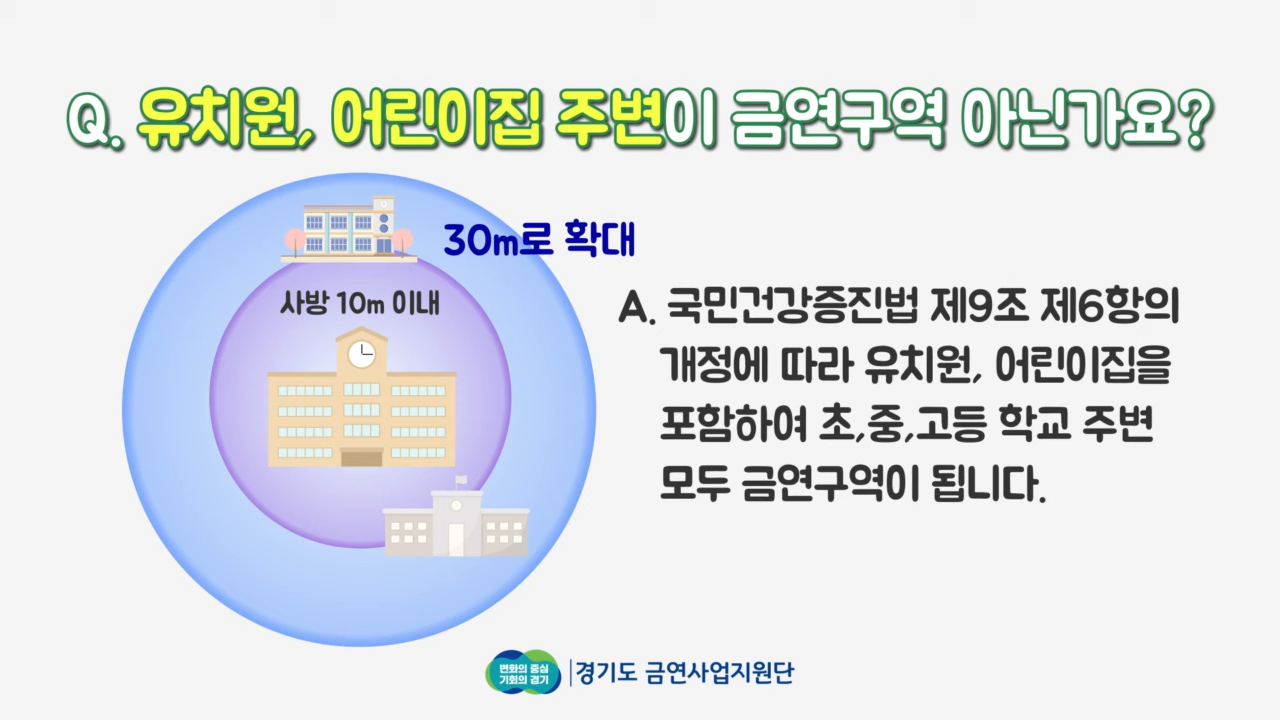 Q. 유치원, 어린이집 주변이 금연구역 아닌가요?
30m로 확대
사방 10m 이내
A. 국민건강증진법 제9조 제6항의
개정에 따라 유치원, 어린이집을
포함하여 초,중,고등 학교 주변
모두 금연구역이 됩니다.
변화의 중심
기회의 경기
경기도 금연사업지원단